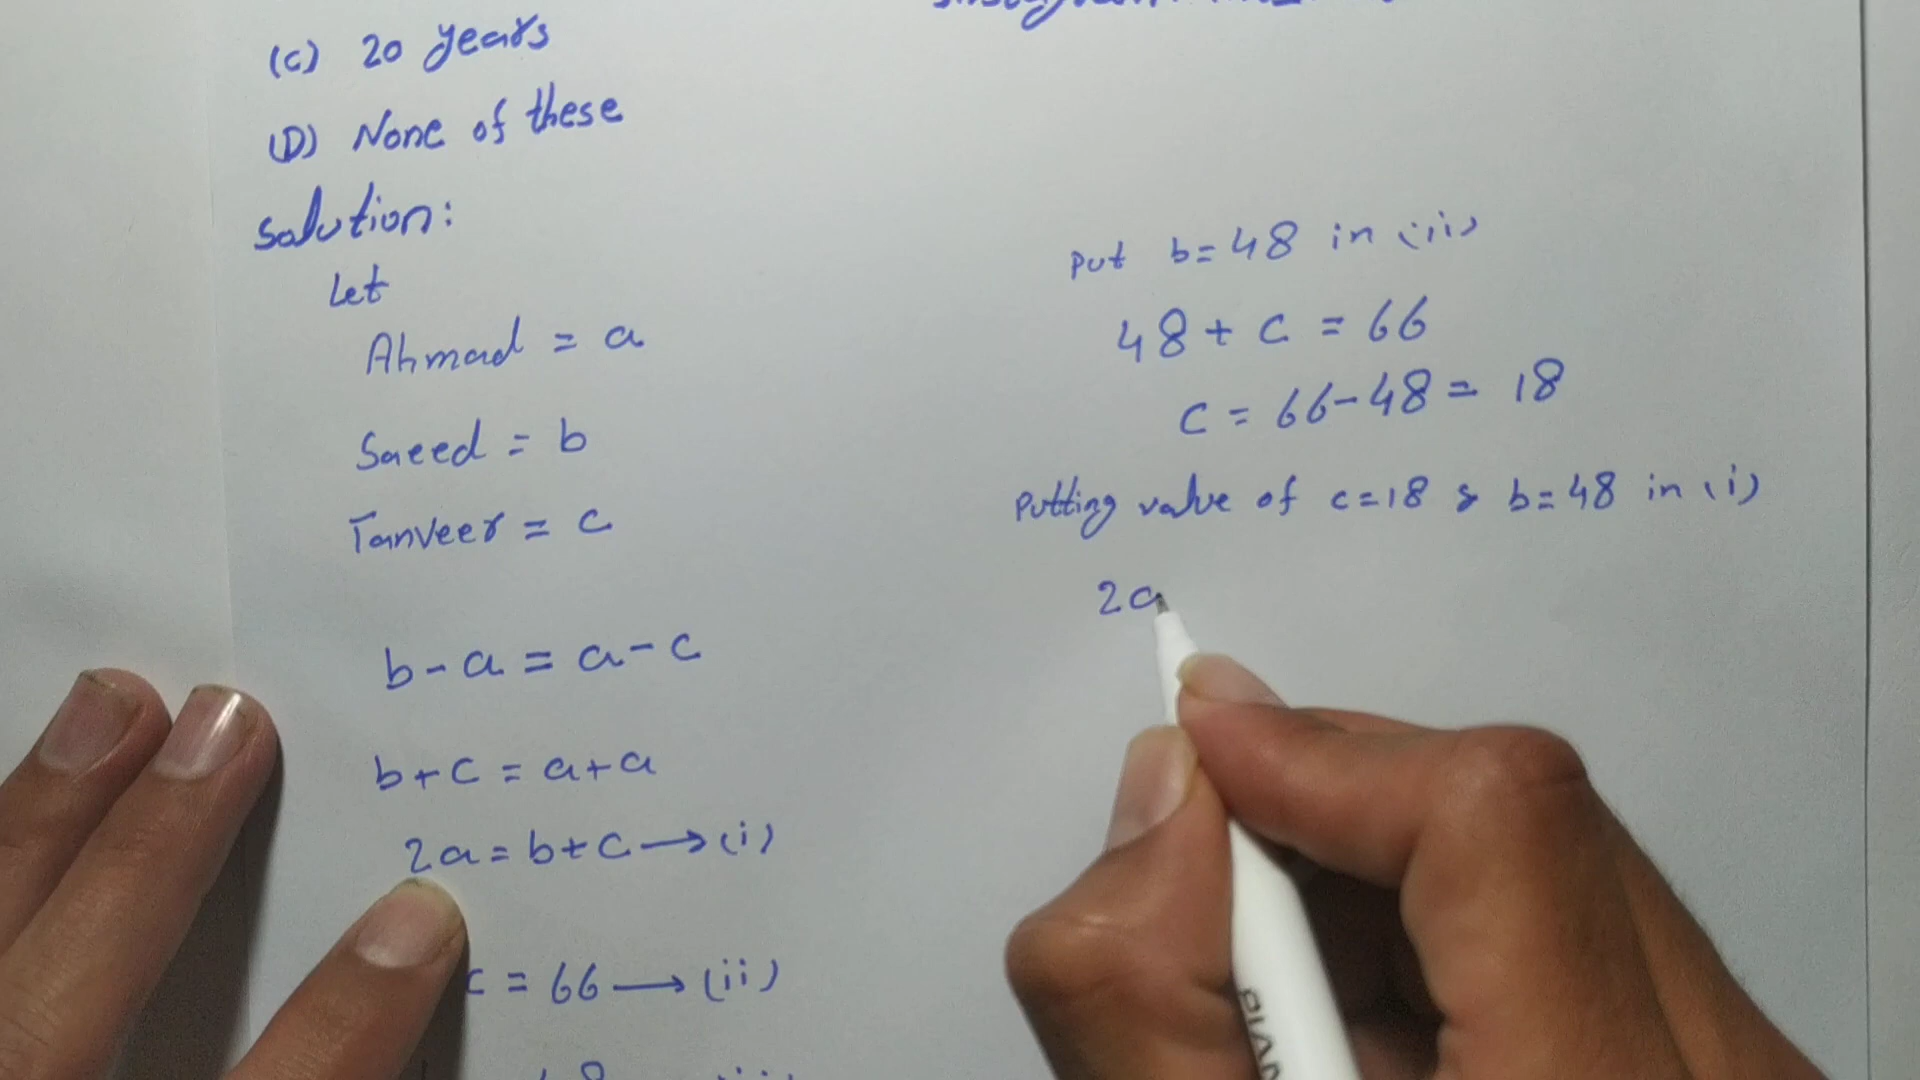 (C) 20 years
(D) None of these
Solution:
Let
Ahmad = a
Saeed = b
Tanveer = c
b - a = a - c
b + c = a + a
2a = b + c → (i)
c = 66 → (ii)
put b = 48 in (ii)
48 + c = 66
c = 66 - 48 = 18
Putting value of c = 18 & b = 48 in (i)
2a
PIAN